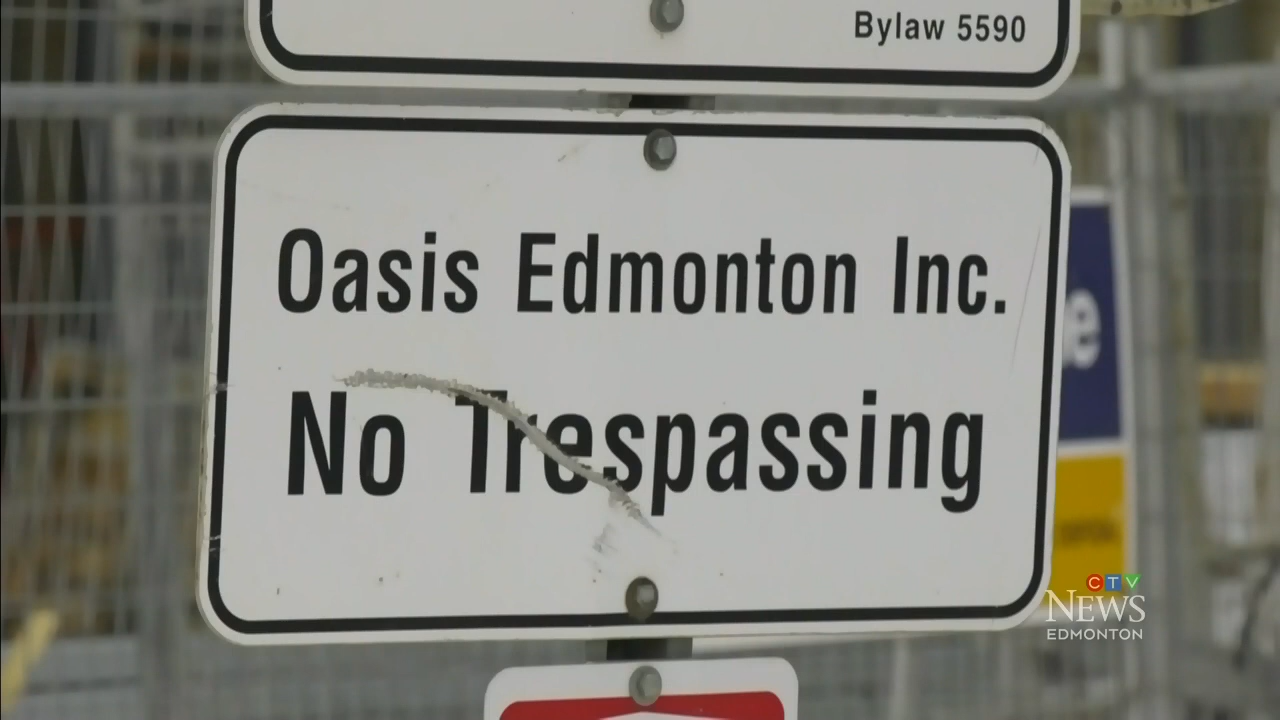 Bylaw 5590
Oasis Edmonton Inc.
No Trespassing
e
CTV
NEWS
EDMONTON